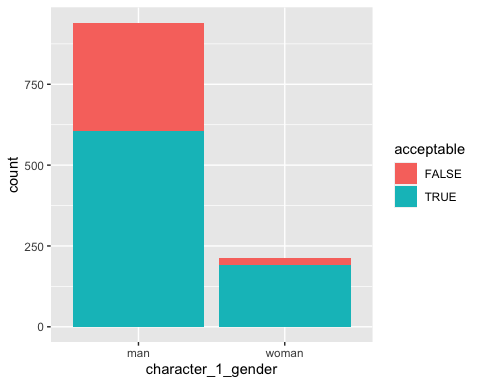 750
500
250
0
count
man woman
character_1_gender
acceptable
FALSE
TRUE